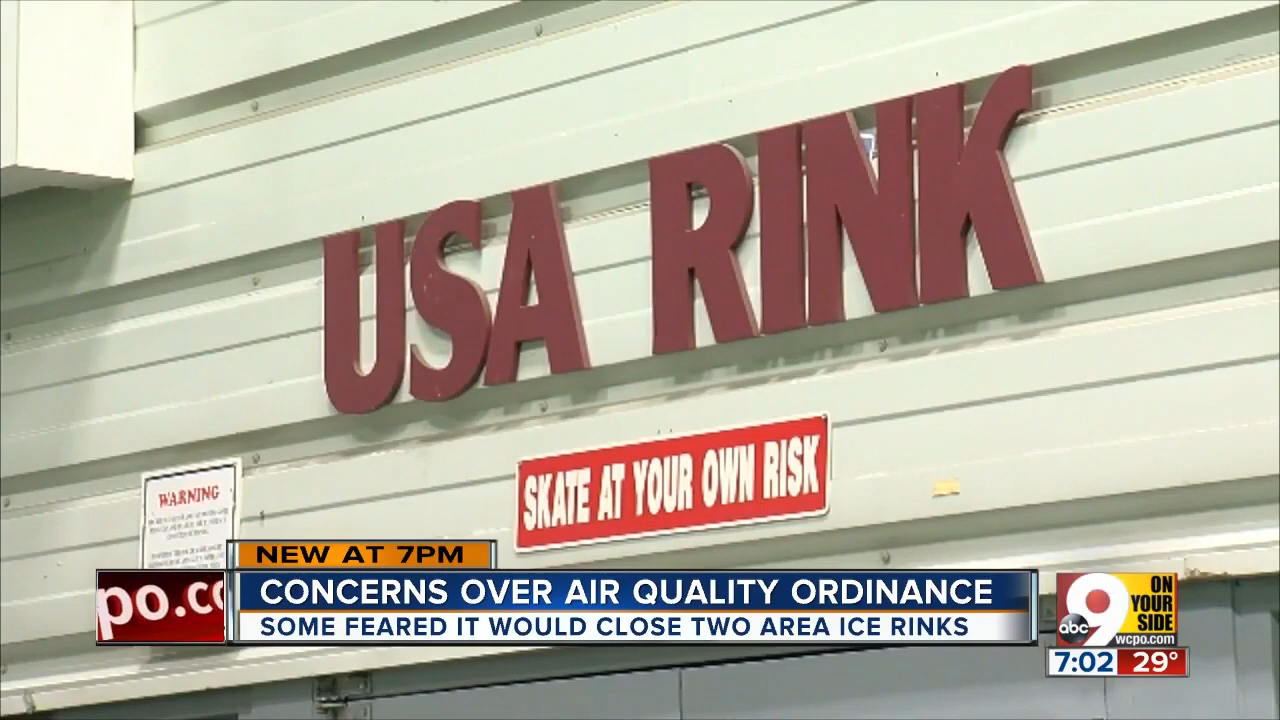 USA RINK
SKATE AT YOUR OWN RISK
WARNING
NEW AT 7PM
CONCERNS OVER AIR QUALITY ORDINANCE
SOME FEARED IT WOULD CLOSE TWO AREA ICE RINKS
po.co
abc 9 ON YOUR SIDE
wcpo.com
7:02 29°